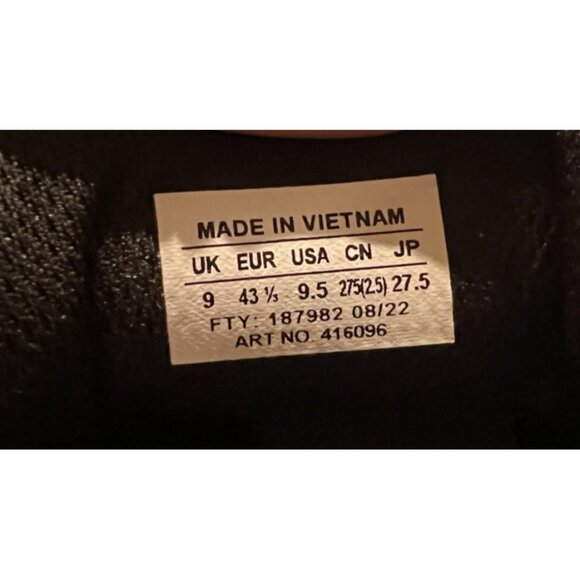 MADE IN VIETNAM
UK EUR USA CN JP
9 43 ⅓ 9.5 275(2.5) 27.5
FTY: 187982 08/22
ART NO. 416096